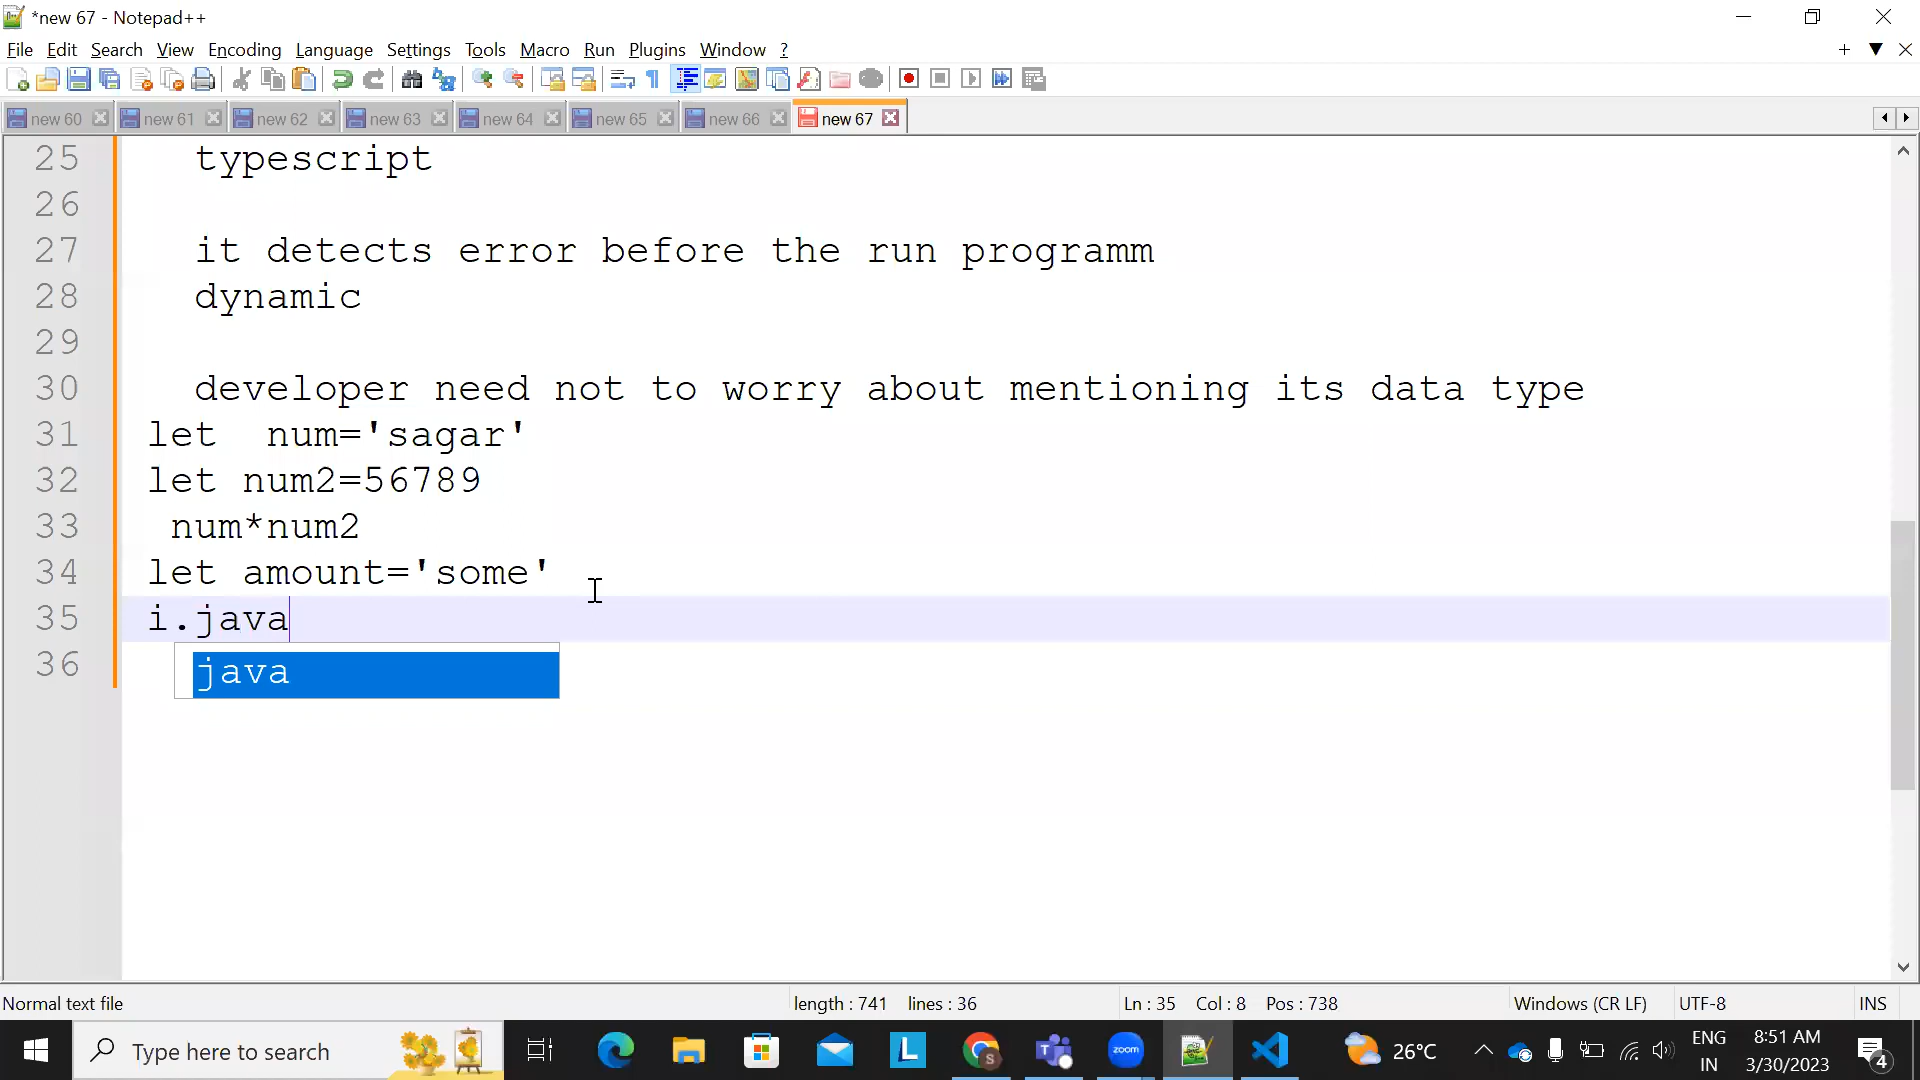 *new 67 - Notepad++
File Edit Search View Encoding Language Settings Tools Macro Run Plugins Window ?
new 60 new 61 new 62 new 63 new 64 new 65 new 66 new 67
25 typescript
26
27 it detects error before the run programm
28 dynamic
29
30 developer need not to worry about mentioning its data type
31 let  num='sagar'
32 let num2=56789
33 num*num2
34 let amount='some'
35 i.java
java
36
Normal text file length : 741 lines : 36 Ln : 35 Col : 8 Pos : 738 Windows (CR LF) UTF-8 INS
Type here to search L zoom 26°C ENG IN 8:51 AM 3/30/2023 4